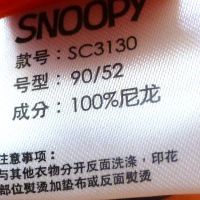 SNOOPY
款号：SC3130
号型：90/52
成分：100%尼龙
注意事项：
与其他衣物分开反面洗涤，印花
部位熨烫加垫布或反面熨烫